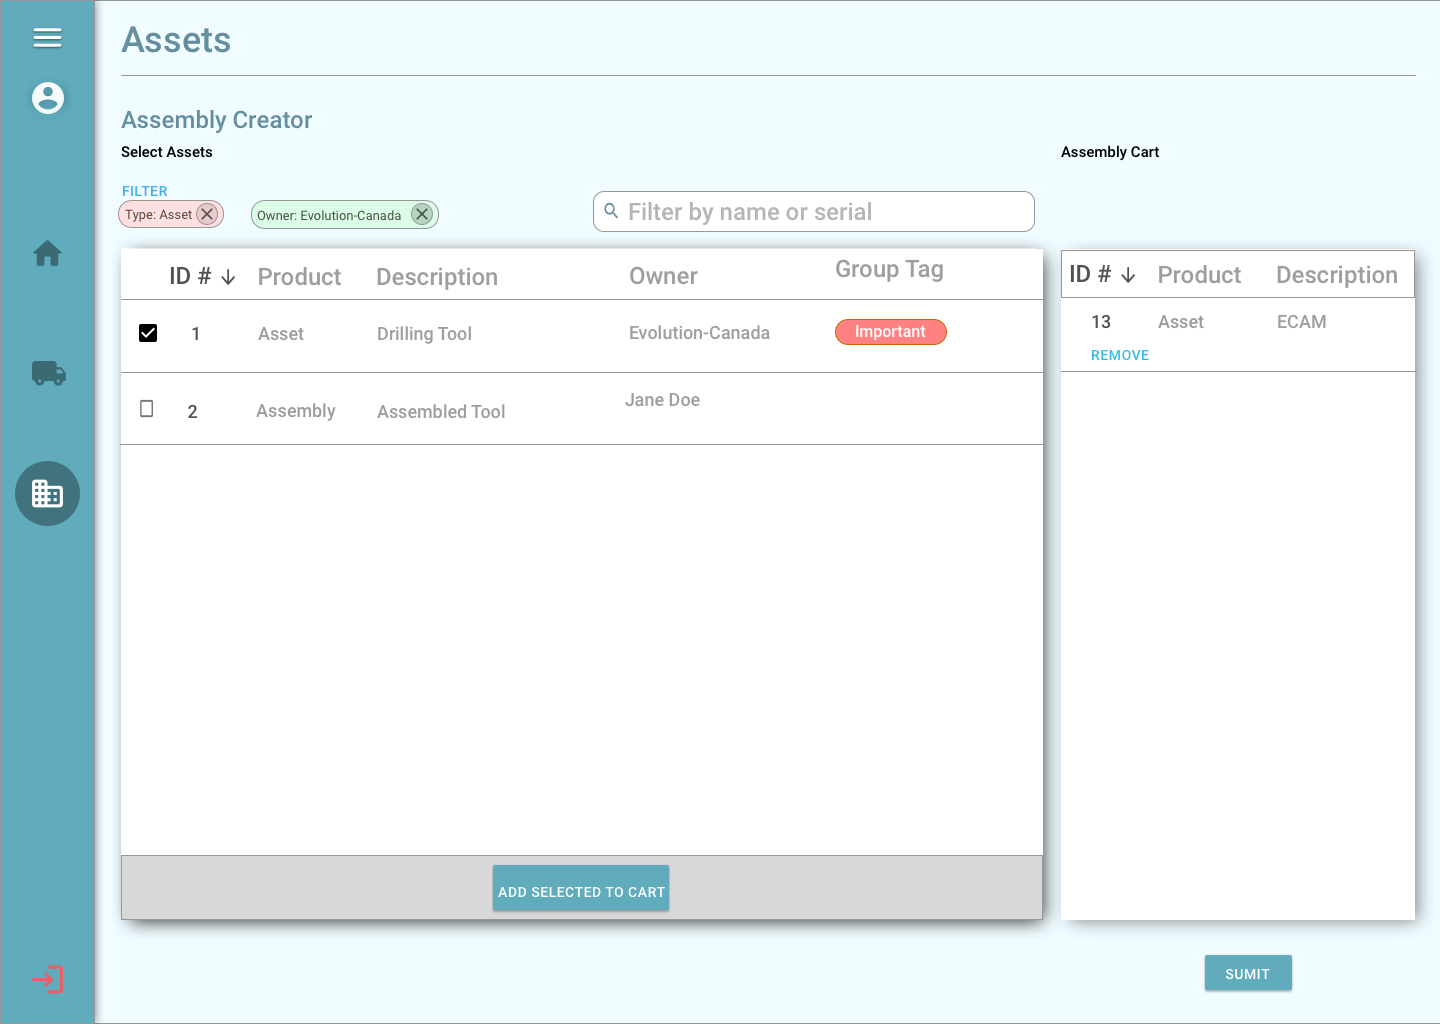 Assets
Assembly Creator
Select Assets
Assembly Cart
FILTER
Type: Asset
Owner: Evolution-Canada
Filter by name or serial
ID # Product Description Owner Group Tag
1 Asset Drilling Tool Evolution-Canada Important
2 Assembly Assembled Tool Jane Doe
ADD SELECTED TO CART
ID # Product Description
13 Asset ECAM
REMOVE
SUMIT